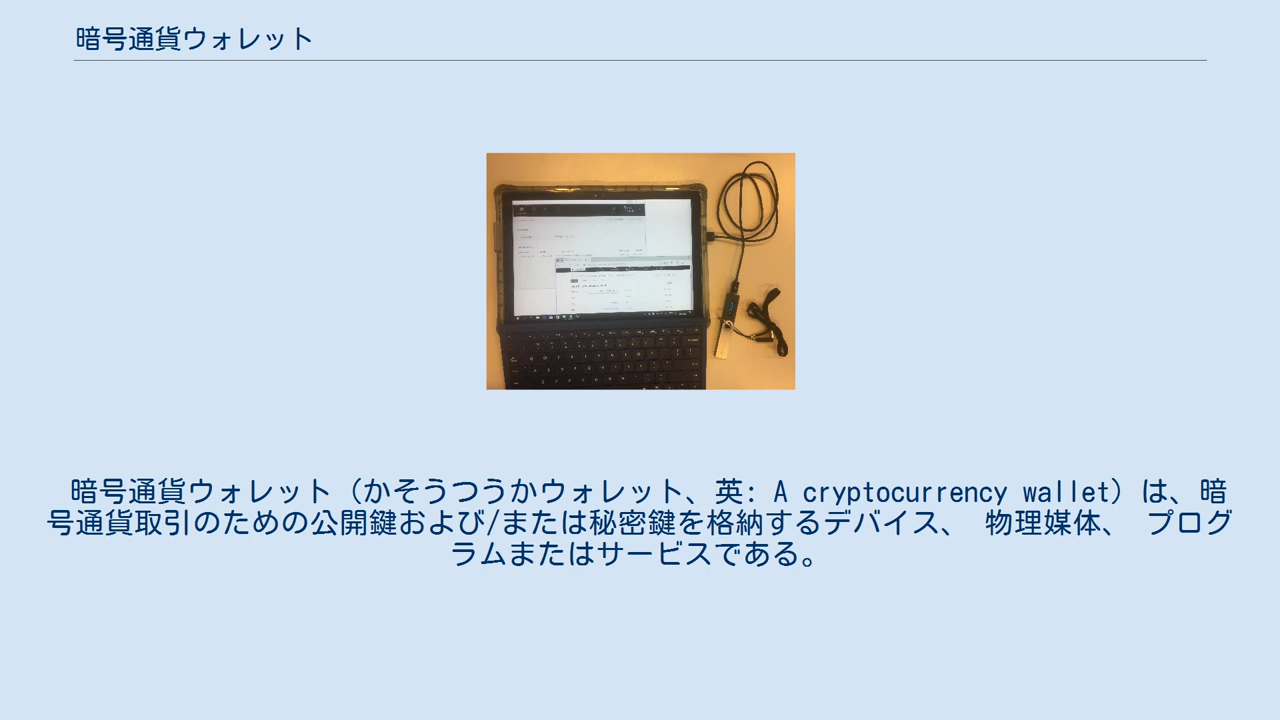 暗号通貨ウォレット
暗号通貨ウォレット（かそうつうかウォレット、英: A cryptocurrency wallet）は、暗
号通貨取引のための公開鍵および/または秘密鍵を格納するデバイス、 物理媒体、 プログ
ラムまたはサービスである。